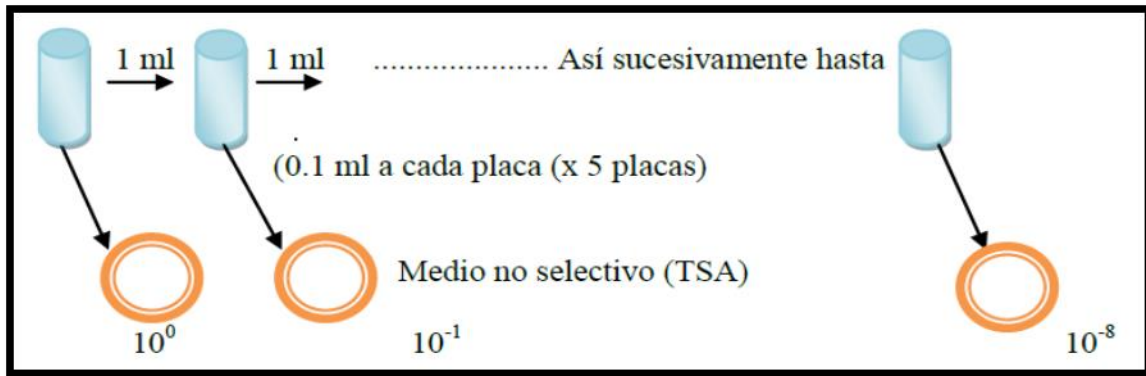 1 ml 1 ml ..................... Así sucesivamente hasta
(0.1 ml a cada placa (x 5 placas)
Medio no selectivo (TSA)
10⁰ 10⁻¹ 10⁻⁸